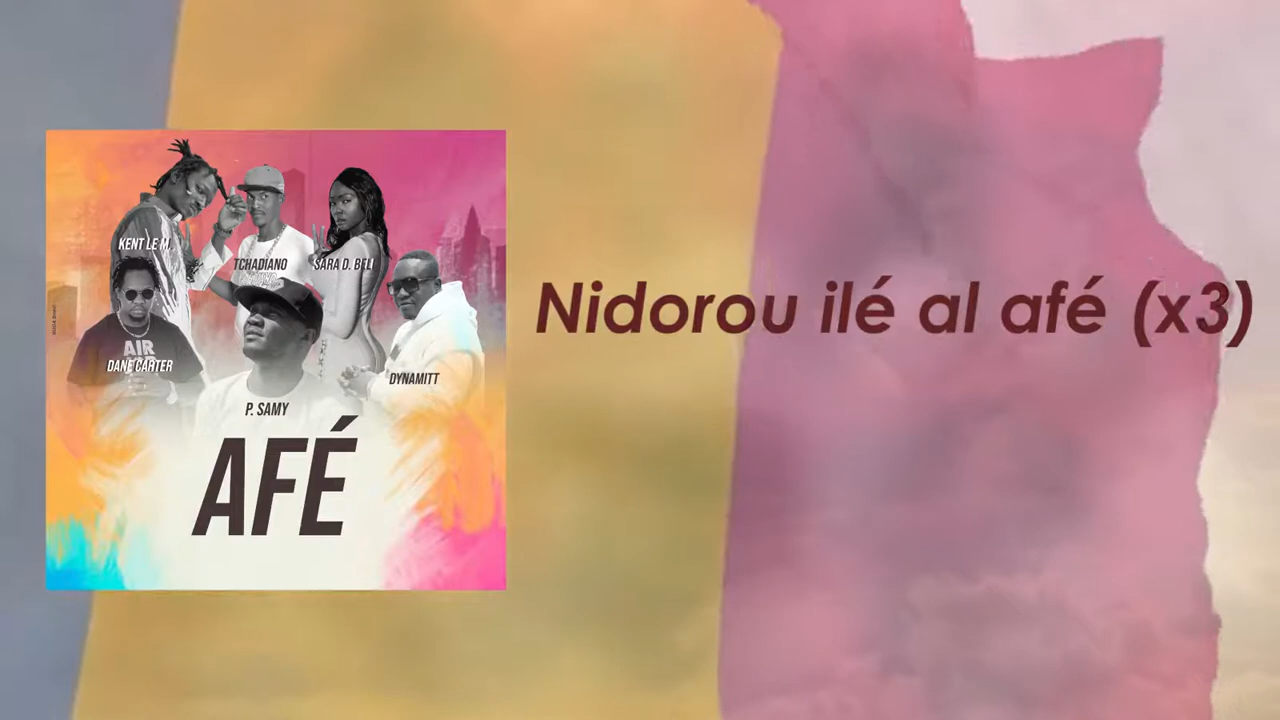 KENT LE M.
TCHADIANO
SARA D. BELI
DANE CARTER
AIR
DYNAMITT
P. SAMY
AFÉ
Nidorou ilé al afé (x3)